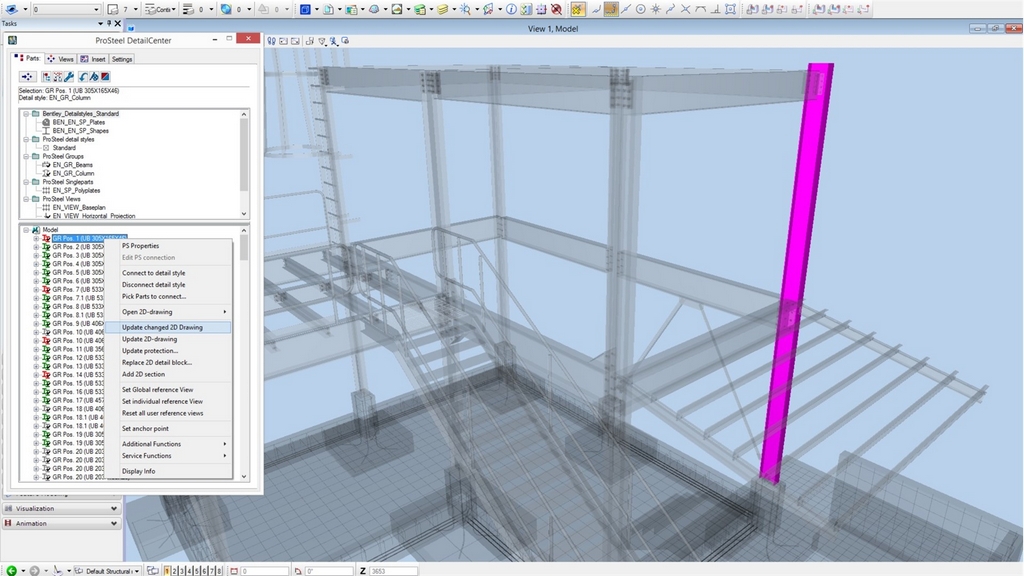 0
7
Conti
0
0
0
Tasks
View 1, Model
ProSteel DetailCenter
Parts
Views
Insert
Settings
Selection: GR Pos. 1 (UB 305X165X46)
Detail style: EN_GR_Column
Bentley_Detailstyles_Standard
BEN_EN_SP_Plates
BEN_EN_SP_Shapes
ProSteel detail styles
Standard
ProSteel Groups
EN_GR_Beams
EN_GR_Column
ProSteel Singleparts
EN_SP_Polyplates
ProSteel Views
EN_VIEW_Baseplan
EN_VIEW_Horizontal_Projection
Model
GR Pos. 1 (UB 305X165X46)
GR Pos. 2 (UB 305
GR Pos. 3 (UB 305
GR Pos. 4 (UB 305
GR Pos. 5 (UB 305
GR Pos. 6 (UB 305
GR Pos. 7 (UB 533
GR Pos. 7.1 (UB 53
GR Pos. 8 (UB 533
GR Pos. 8.1 (UB 53
GR Pos. 9 (UB 406
GR Pos. 10 (UB 406
GR Pos. 10 (UB 406
GR Pos. 11 (UB 356
GR Pos. 12 (UB 533
GR Pos. 13 (UB 533
GR Pos. 14 (UB 533
GR Pos. 15 (UB 533
GR Pos. 16 (UB 533
GR Pos. 17 (UB 457
GR Pos. 18 (UB 406
GR Pos. 18.1 (UB 4
GR Pos. 18.1 (UB 4
GR Pos. 19 (UB 305
GR Pos. 19 (UB 305
GR Pos. 20 (UB 203
GR Pos. 20 (UB 203
GR Pos. 20 (UB 203
PS Properties
Edit PS connection
Connect to detail style
Disconnect detail style
Pick Parts to connect...
Open 2D-drawing
Update changed 2D Drawing
Update 2D-drawing
Update protection...
Replace 2D detail block...
Add 2D section
Set Global reference View
Set individual reference View
Reset all user reference views
Set anchor point
Additional Functions
Service Functions
Display Info
Visualization
Animation
Default Structural
1 2 3 4 5 6 7 8
0
0°
Z 3653